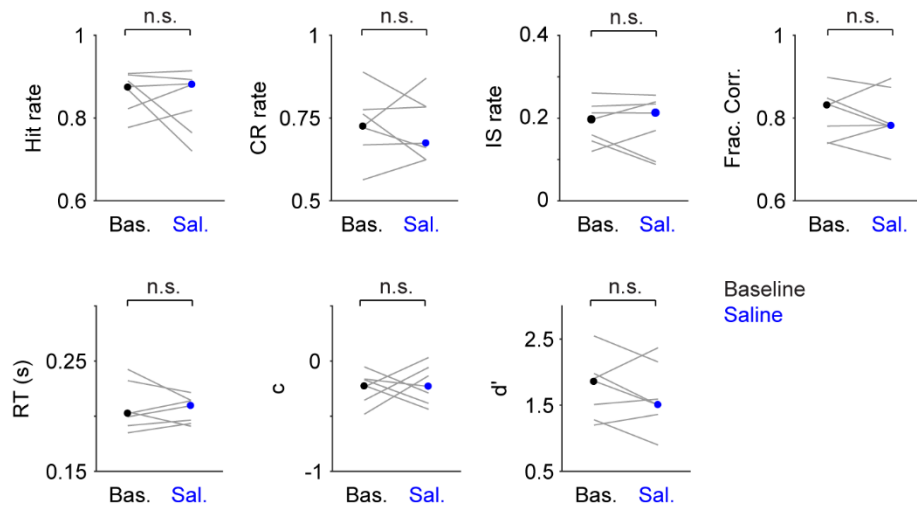 n.s.
1
0.8
0.6
Hit rate
Bas. Sal.
n.s.
1
0.75
0.5
CR rate
Bas. Sal.
n.s.
0.4
0.2
0
IS rate
Bas. Sal.
n.s.
1
0.8
0.6
Frac. Corr.
Bas. Sal.
n.s.
0.25
0.15
RT (s)
Bas. Sal.
n.s.
0
-1
c
Bas. Sal.
n.s.
2.5
1.5
0.5
d'
Bas. Sal.
Baseline
Saline